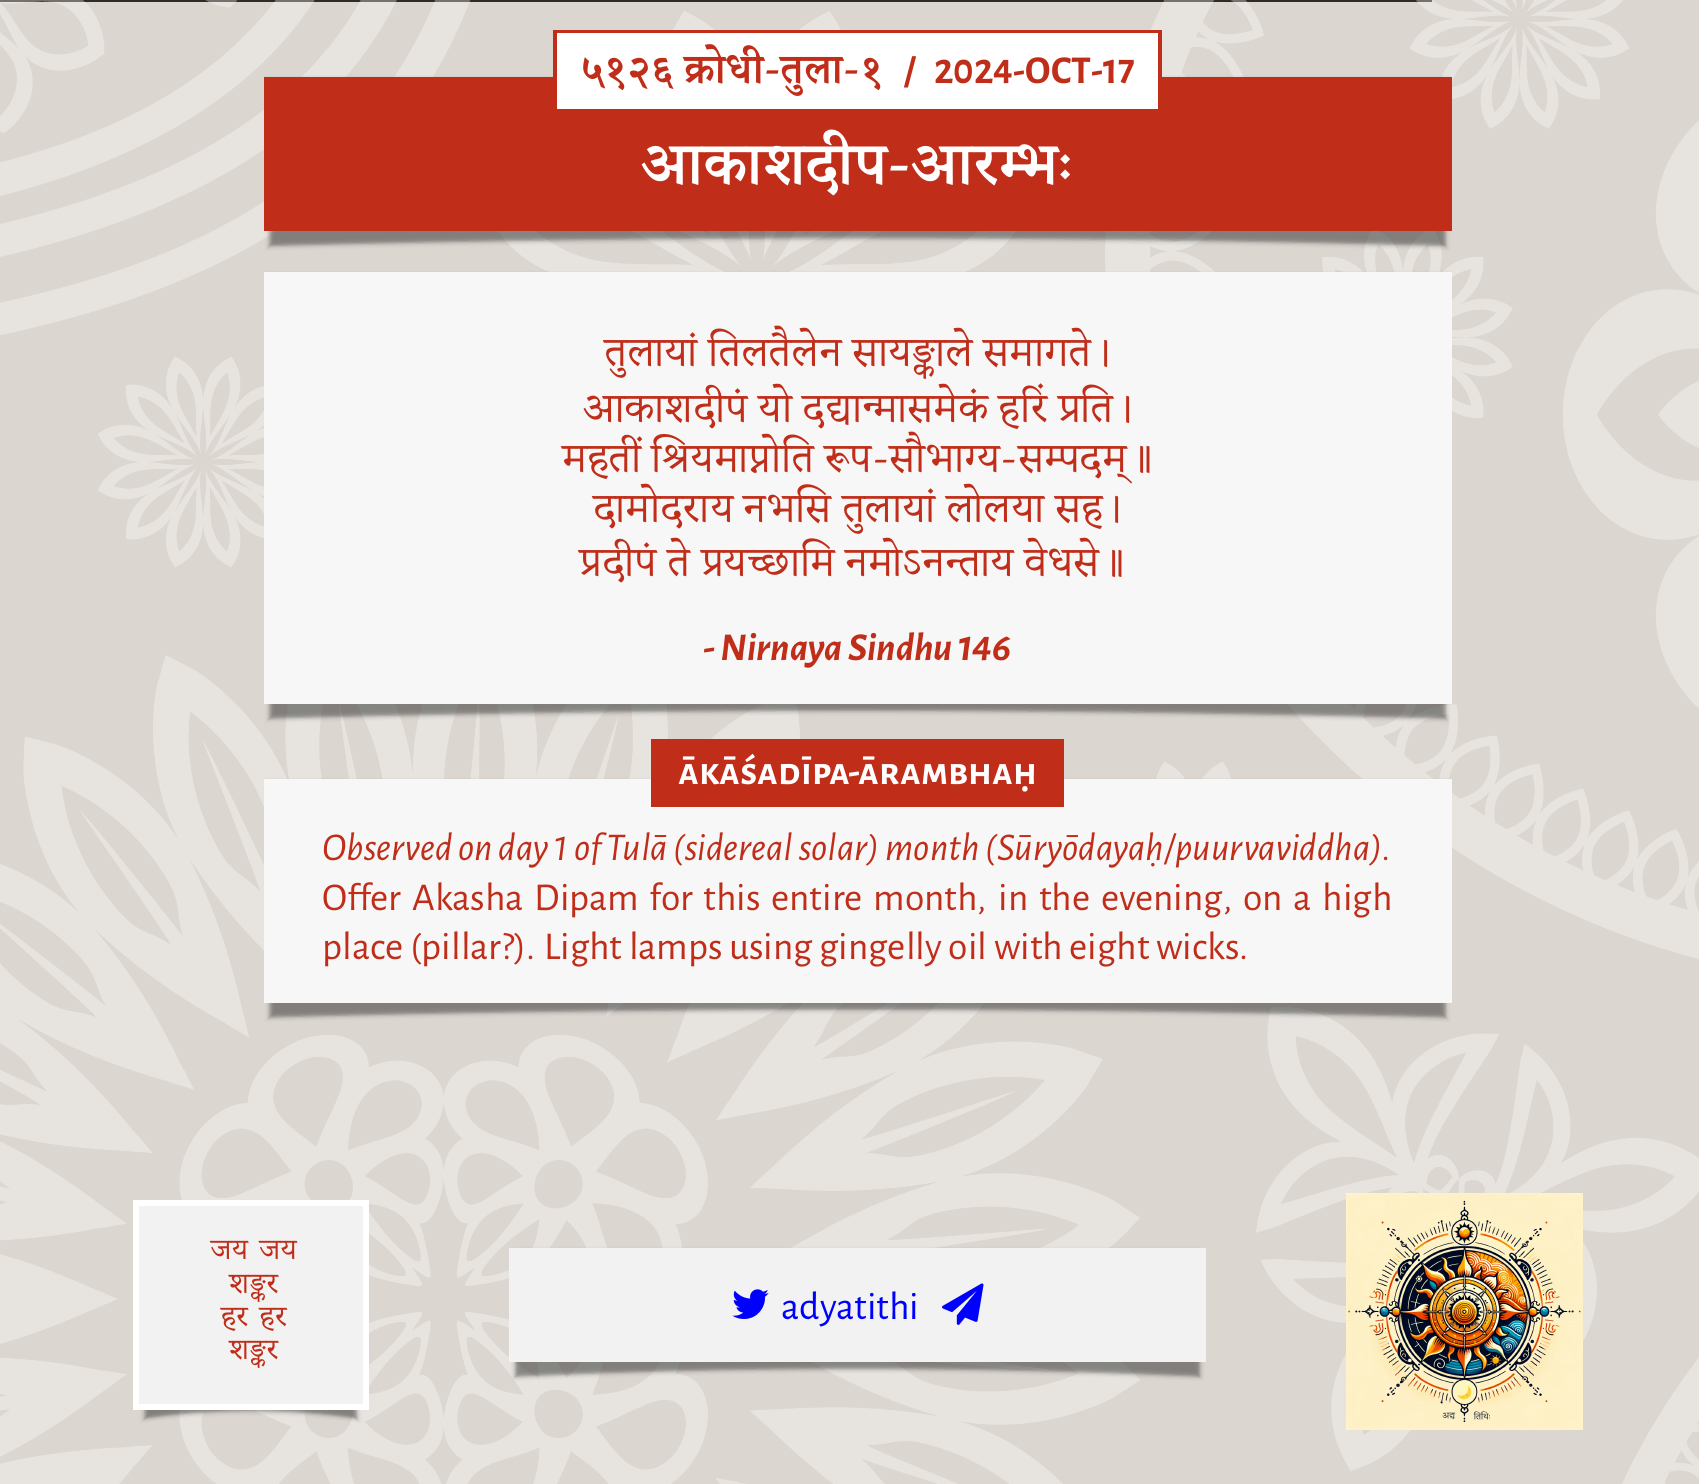 ५१२६ क्रोधी-तुला-१ / 2024-OCT-17
आकाशदीप-आरम्भः
तुलायां तिलतैलेन सायङ्काले समागते।
आकाशदीपं यो दद्यान्मासमेकं हरिं प्रति।
महतीं श्रियमाप्नोति रूप-सौभाग्य-सम्पदम्॥
दामोदराय नभसि तुलायां लोलया सह।
प्रदीपं ते प्रयच्छामि नमोऽनन्ताय वेधसे॥
- Nirnaya Sindhu 146
ĀKĀŚADĪPA-ĀRAMBHAḤ
Observed on day 1 of Tulā (sidereal solar) month (Sūryōdayaḥ/puurvaviddha).
Offer Akasha Dipam for this entire month, in the evening, on a high
place (pillar?). Light lamps using gingelly oil with eight wicks.
जय जय
शङ्कर
हर हर
शङ्कर
adyatithi
अद्य तिथिः